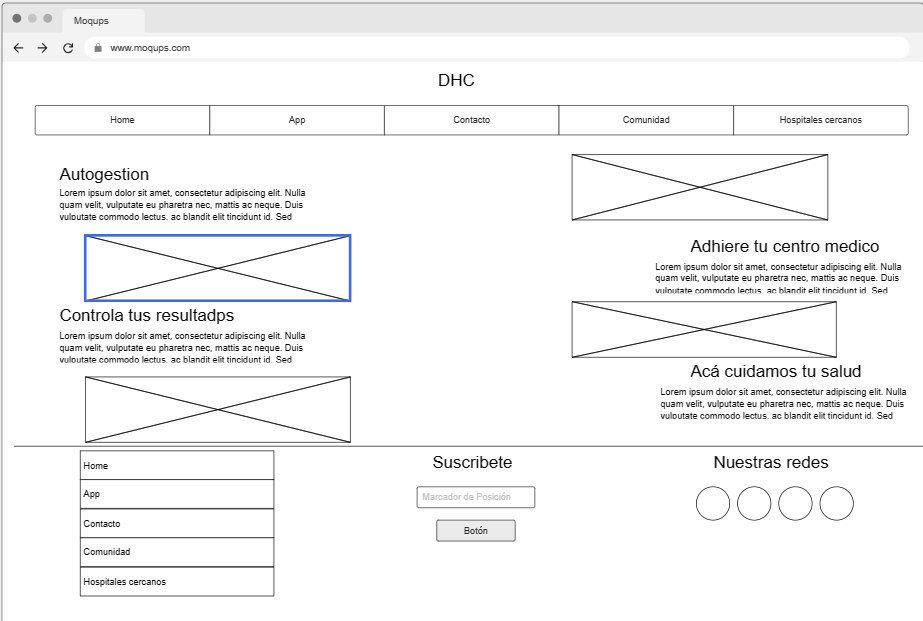 Moqups
www.moqups.com
DHC
Home
App
Contacto
Comunidad
Hospitales cercanos
Autogestion
Lorem ipsum dolor sit amet, consectetur adipiscing elit. Nulla
quam velit, vulputate eu pharetra nec, mattis ac neque. Duis
vulputate commodo lectus, ac blandit elit tincidunt id. Sed
Controla tus resultadps
Lorem ipsum dolor sit amet, consectetur adipiscing elit. Nulla
quam velit, vulputate eu pharetra nec, mattis ac neque. Duis
vulputate commodo lectus, ac blandit elit tincidunt id. Sed
Adhiere tu centro medico
Lorem ipsum dolor sit amet, consectetur adipiscing elit. Nulla
quam velit, vulputate eu pharetra nec, mattis ac neque. Duis
vulputate commodo lectus, ac blandit elit tincidunt id. Sed
Acá cuidamos tu salud
Lorem ipsum dolor sit amet, consectetur adipiscing elit. Nulla
quam velit, vulputate eu pharetra nec, mattis ac neque. Duis
vulputate commodo lectus, ac blandit elit tincidunt id. Sed
Home
App
Contacto
Comunidad
Hospitales cercanos
Suscribete
Marcador de Posición
Botón
Nuestras redes